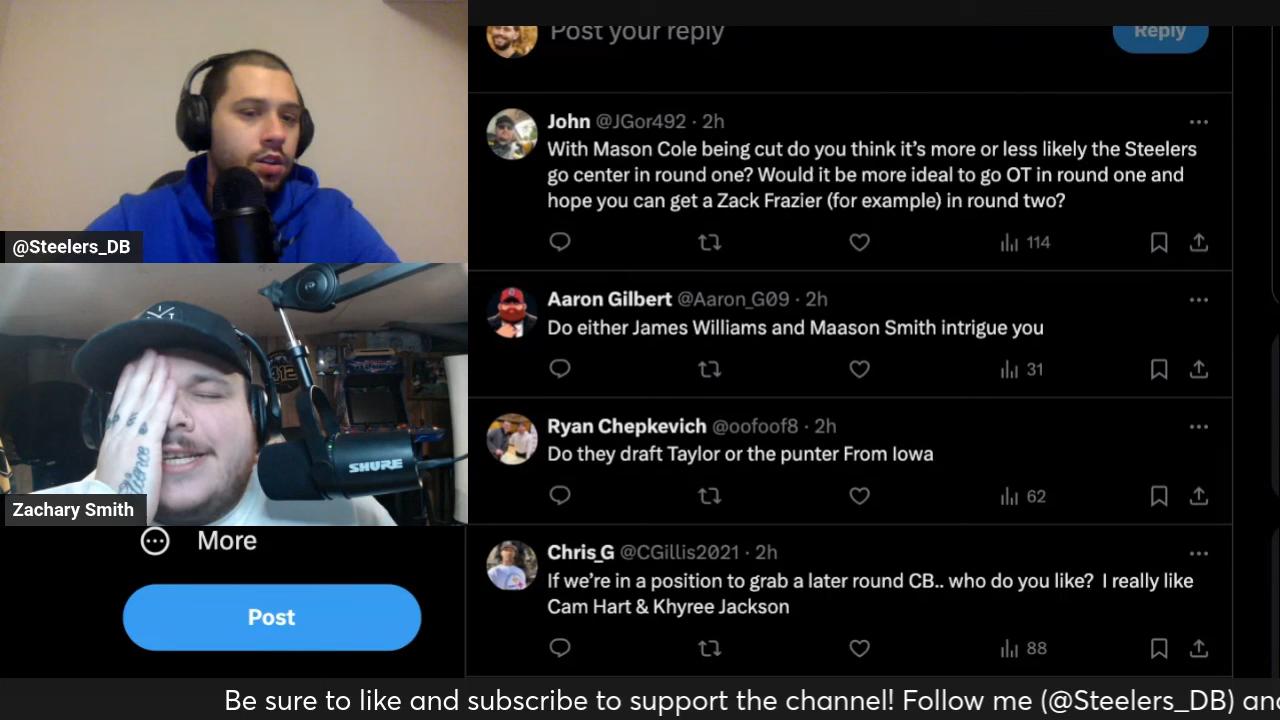 Post your reply
Reply
John @JGor492 · 2h
With Mason Cole being cut do you think it's more or less likely the Steelers
go center in round one? Would it be more ideal to go OT in round one and
hope you can get a Zack Frazier (for example) in round two?
114
Aaron Gilbert @Aaron_G09 · 2h
Do either James Williams and Maason Smith intrigue you
31
Ryan Chepkevich @oofoof8 · 2h
Do they draft Taylor or the punter From Iowa
62
Chris_G @CGillis2021 · 2h
If we're in a position to grab a later round CB.. who do you like? I really like
Cam Hart & Khyree Jackson
88
@Steelers_DB
412
SHURE
Zachary Smith
More
Post
Be sure to like and subscribe to support the channel! Follow me (@Steelers_DB) and